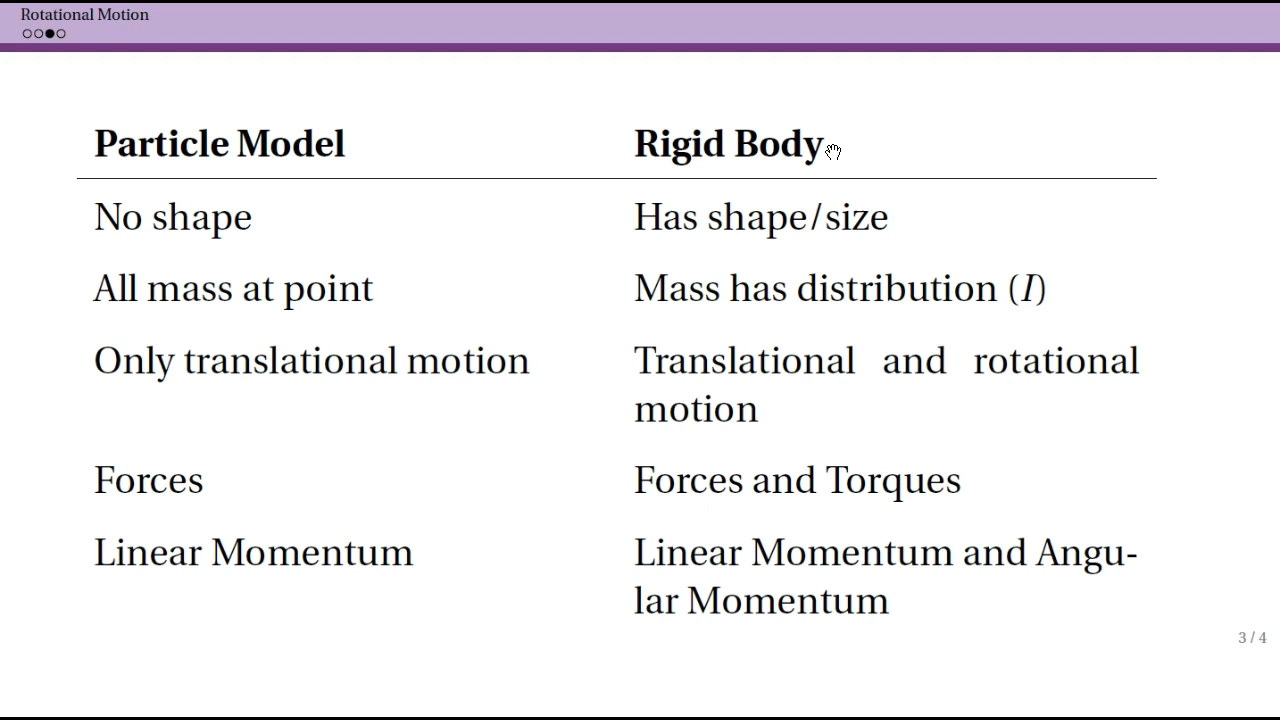 Rotational Motion
Particle Model Rigid Body
No shape Has shape/size
All mass at point Mass has distribution (I)
Only translational motion Translational and rotational
motion
Forces Forces and Torques
Linear Momentum Linear Momentum and Angu-
lar Momentum
3 / 4